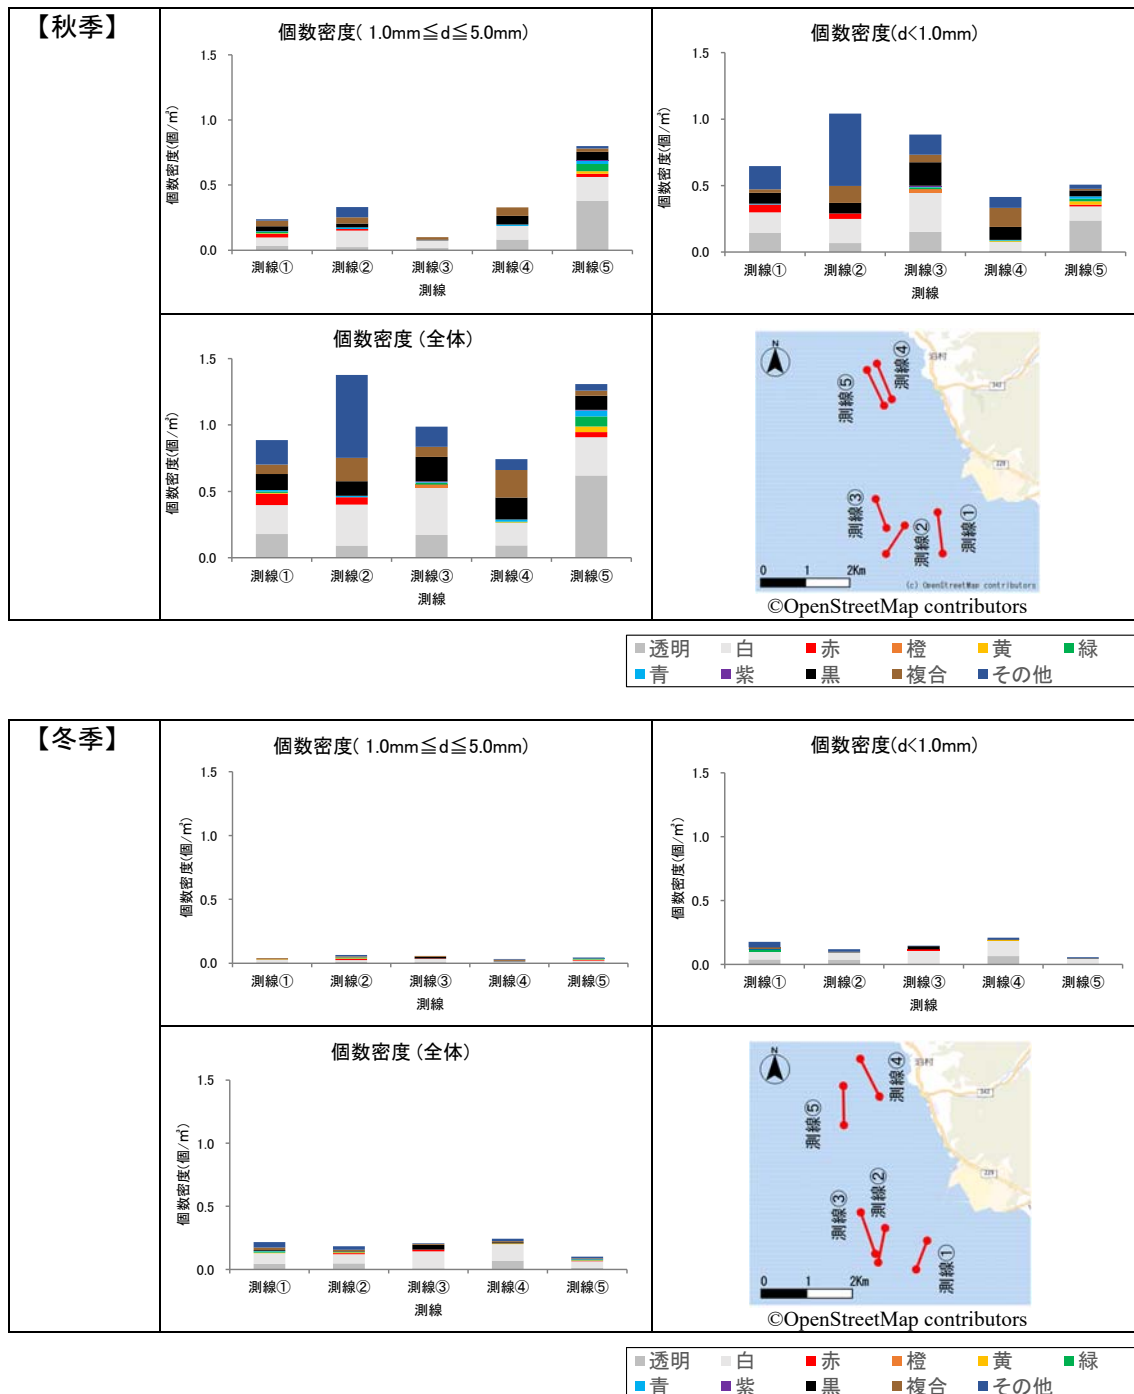 【秋季】
個数密度( 1.0mm≦d≦5.0mm)
個数密度(個/㎡)
1.5
1.0
0.5
0.0
測線① 測線② 測線③ 測線④ 測線⑤
測線
個数密度(d<1.0mm)
個数密度(個/㎡)
1.5
1.0
0.5
0.0
測線① 測線② 測線③ 測線④ 測線⑤
測線
個数密度 (全体)
個数密度(個/㎡)
1.5
1.0
0.5
0.0
測線① 測線② 測線③ 測線④ 測線⑤
測線
N
泊村
測線④
測線⑤
342
229
測線③
測線②
測線①
0 1 2Km
(c) OpenStreetMap contributors
©OpenStreetMap contributors
透明 白 赤 橙 黄 緑
青 紫 黒 複合 その他
【冬季】
個数密度( 1.0mm≦d≦5.0mm)
個数密度(個/㎡)
1.5
1.0
0.5
0.0
測線① 測線② 測線③ 測線④ 測線⑤
測線
個数密度(d<1.0mm)
個数密度(個/㎡)
1.5
1.0
0.5
0.0
測線① 測線② 測線③ 測線④ 測線⑤
測線
個数密度 (全体)
個数密度(個/㎡)
1.5
1.0
0.5
0.0
測線① 測線② 測線③ 測線④ 測線⑤
測線
N
泊村
測線④
342
測線⑤
229
測線②
測線③
測線①
0 1 2Km
©OpenStreetMap contributors
透明 白 赤 橙 黄 緑
青 紫 黒 複合 その他